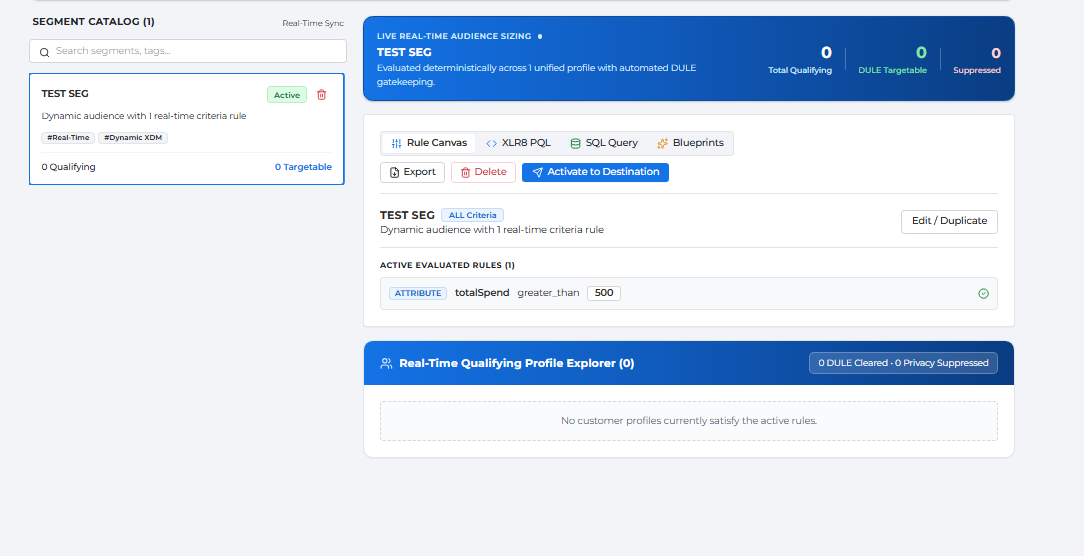 SEGMENT CATALOG (1)
Real-Time Sync
Search segments, tags...
TEST SEG
Active
Dynamic audience with 1 real-time criteria rule
#Real-Time
#Dynamic XDM
0 Qualifying
0 Targetable
LIVE REAL-TIME AUDIENCE SIZING
TEST SEG
Evaluated deterministically across 1 unified profile with automated DULE
gatekeeping.
0
Total Qualifying
0
DULE Targetable
0
Suppressed
Rule Canvas
XLR8 PQL
SQL Query
Blueprints
Export
Delete
Activate to Destination
TEST SEG
ALL Criteria
Dynamic audience with 1 real-time criteria rule
Edit / Duplicate
ACTIVE EVALUATED RULES (1)
ATTRIBUTE totalSpend greater_than 500
Real-Time Qualifying Profile Explorer (0)
0 DULE Cleared • 0 Privacy Suppressed
No customer profiles currently satisfy the active rules.